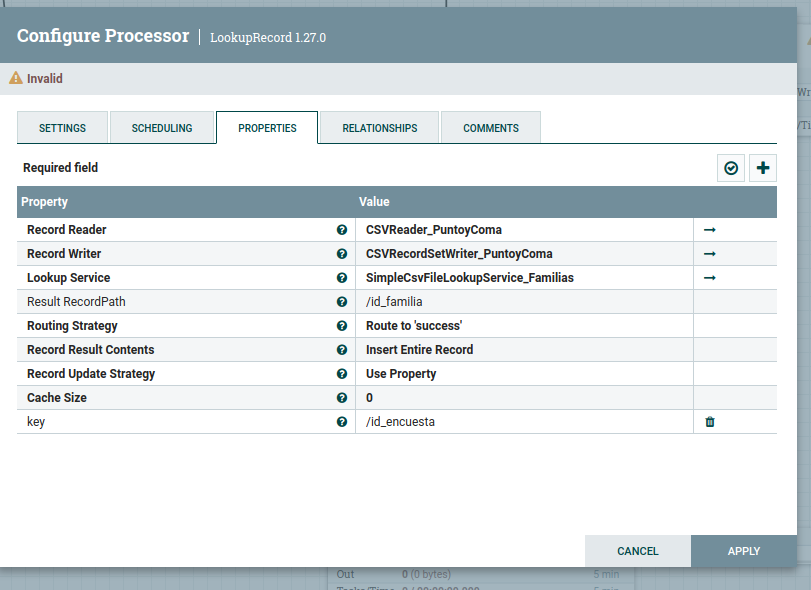 Configure Processor | LookupRecord 1.27.0
Invalid
SETTINGS SCHEDULING PROPERTIES RELATIONSHIPS COMMENTS
Required field
Property Value
Record Reader CSVReader_PuntoyComa
Record Writer CSVRecordSetWriter_PuntoyComa
Lookup Service SimpleCsvFileLookupService_Familias
Result RecordPath /id_familia
Routing Strategy Route to 'success'
Record Result Contents Insert Entire Record
Record Update Strategy Use Property
Cache Size 0
key /id_encuesta
CANCEL APPLY
Out 0 (0 bytes) 5 min